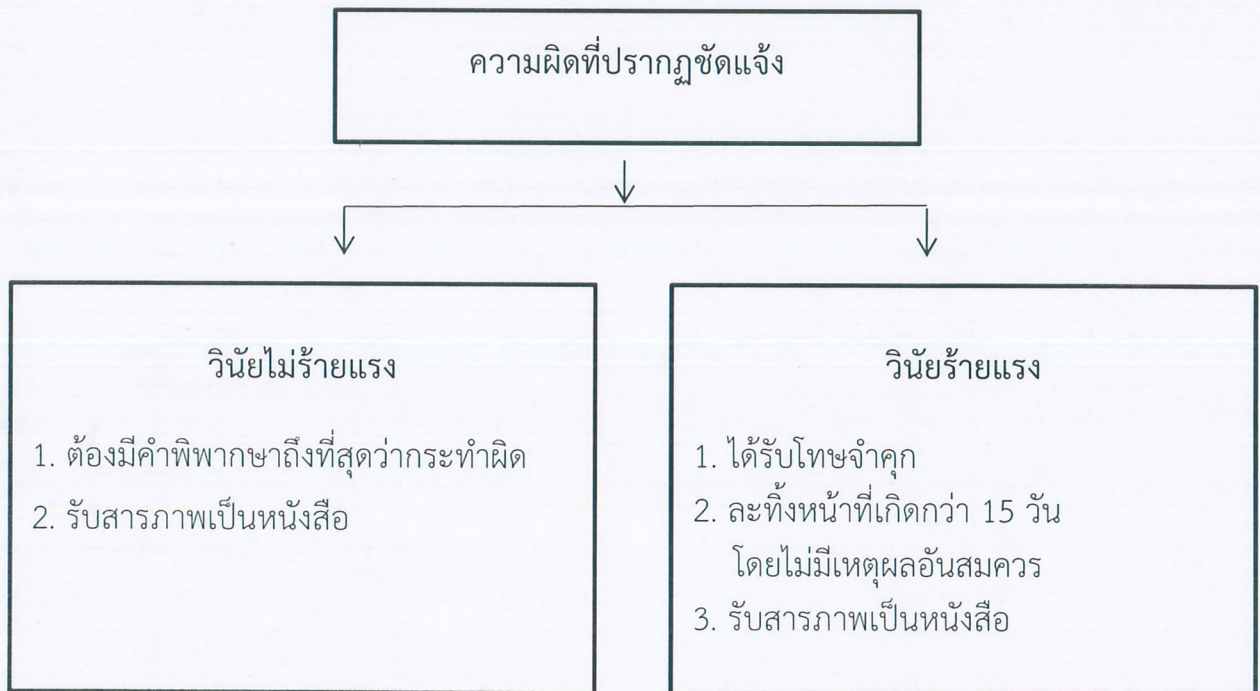 ความผิดที่ปรากฏชัดแจ้ง
วินัยไม่ร้ายแรง
1. ต้องมีคำพิพากษาถึงที่สุดว่ากระทำผิด
2. รับสารภาพเป็นหนังสือ
วินัยร้ายแรง
1. ได้รับโทษจำคุก
2. ละทิ้งหน้าที่เกิดกว่า 15 วัน
โดยไม่มีเหตุผลอันสมควร
3. รับสารภาพเป็นหนังสือ